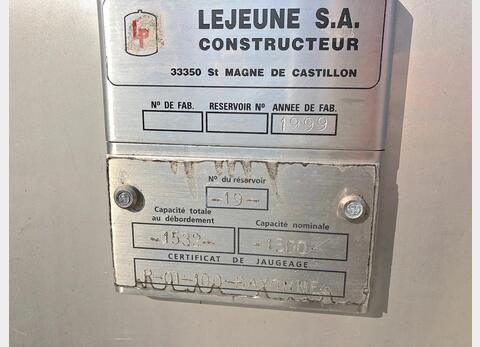 LP
LEJEUNE S.A.
CONSTRUCTEUR
33350 St MAGNE DE CASTILLON
Nº DE FAB. RESERVOIR Nº ANNEE DE FAB.
1999
Nº du réservoir
-19-
Capacité totale au débordement
Capacité nominale
-1532-
CERTIFICAT DE JAUGEAGE